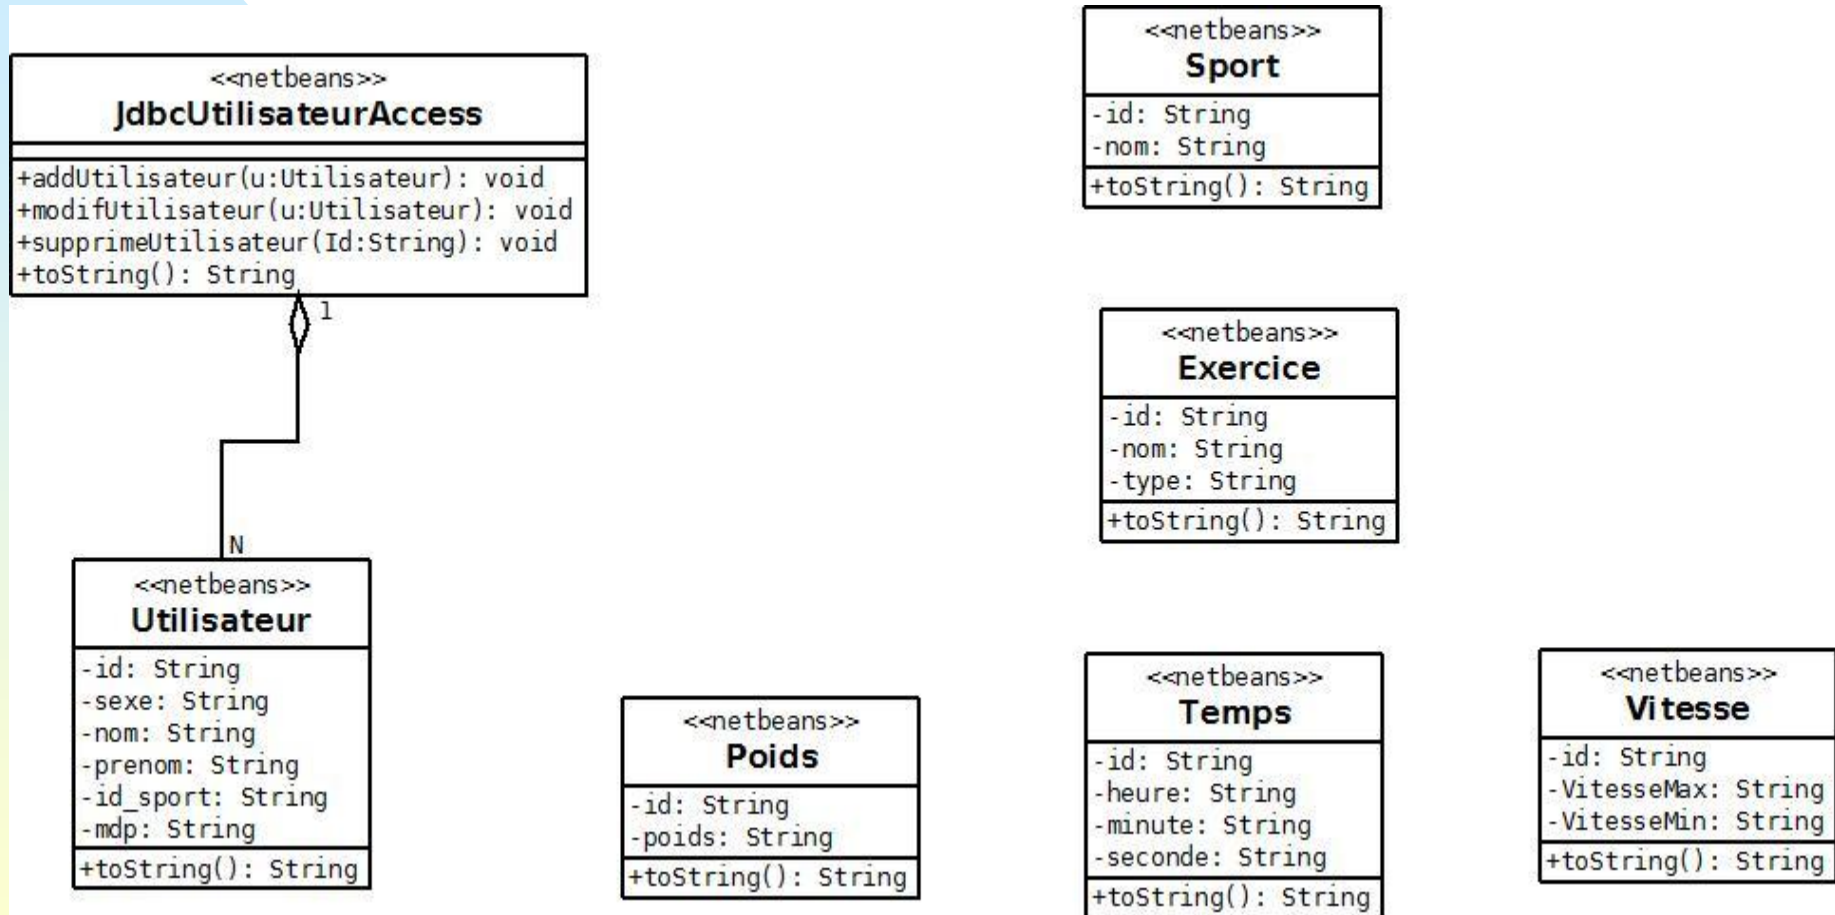 <<netbeans>>
JdbcUtilisateurAccess
+addUtilisateur(u:Utilisateur): void
+modifUtilisateur(u:Utilisateur): void
+supprimeUtilisateur(Id:String): void
+toString(): String
1
N
<<netbeans>>
Utilisateur
-id: String
-sexe: String
-nom: String
-prenom: String
-id_sport: String
-mdp: String
+toString(): String
<<netbeans>>
Poids
-id: String
-poids: String
+toString(): String
<<netbeans>>
Sport
-id: String
-nom: String
+toString(): String
<<netbeans>>
Exercice
-id: String
-nom: String
-type: String
+toString(): String
<<netbeans>>
Temps
-id: String
-heure: String
-minute: String
-seconde: String
+toString(): String
<<netbeans>>
Vitesse
-id: String
-VitesseMax: String
-VitesseMin: String
+toString(): String